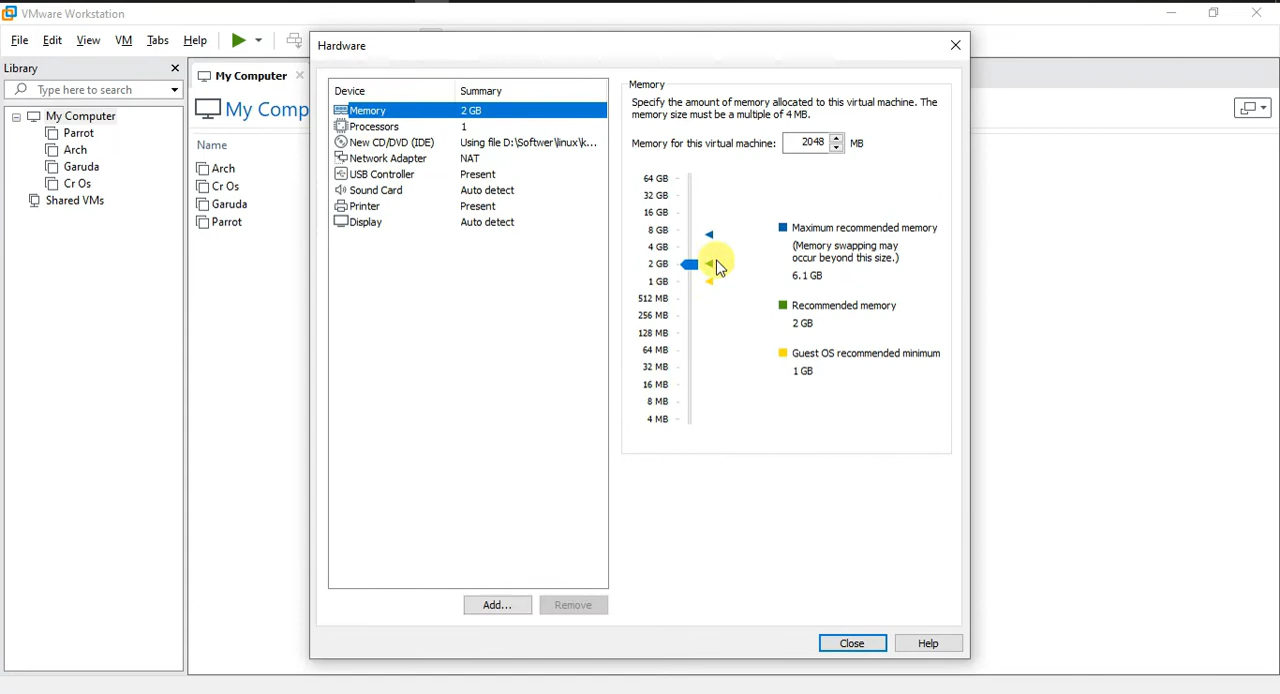 VMware Workstation
File Edit View VM Tabs Help
Library
Type here to search
My Computer
Parrot
Arch
Garuda
Cr Os
Shared VMs
My Computer
My Comp
Name
Arch
Cr Os
Garuda
Parrot
Hardware
Device Summary
Memory 2 GB
Processors 1
New CD/DVD (IDE) Using file D:\Softwer\linux\k...
Network Adapter NAT
USB Controller Present
Sound Card Auto detect
Printer Present
Display Auto detect
Add... Remove
Memory
Specify the amount of memory allocated to this virtual machine. The
memory size must be a multiple of 4 MB.
Memory for this virtual machine: 2048 MB
64 GB
32 GB
16 GB
8 GB
4 GB
2 GB
1 GB
512 MB
256 MB
128 MB
64 MB
32 MB
16 MB
8 MB
4 MB
Maximum recommended memory
(Memory swapping may
occur beyond this size.)
6.1 GB
Recommended memory
2 GB
Guest OS recommended minimum
1 GB
Close Help